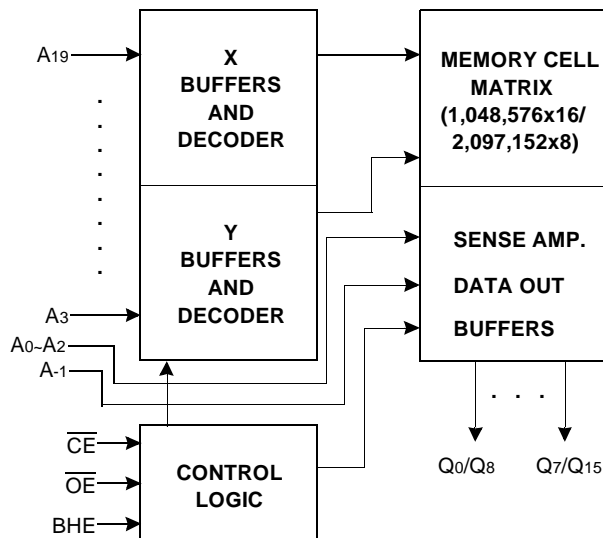 A19
X
BUFFERS
AND
DECODER
MEMORY CELL
MATRIX
(1,048,576x16/
2,097,152x8)
Y
BUFFERS
AND
DECODER
SENSE AMP.
DATA OUT
BUFFERS
A3
A0~A2
A-1
CE
OE
BHE
CONTROL
LOGIC
. . .
Q0/Q8
Q7/Q15